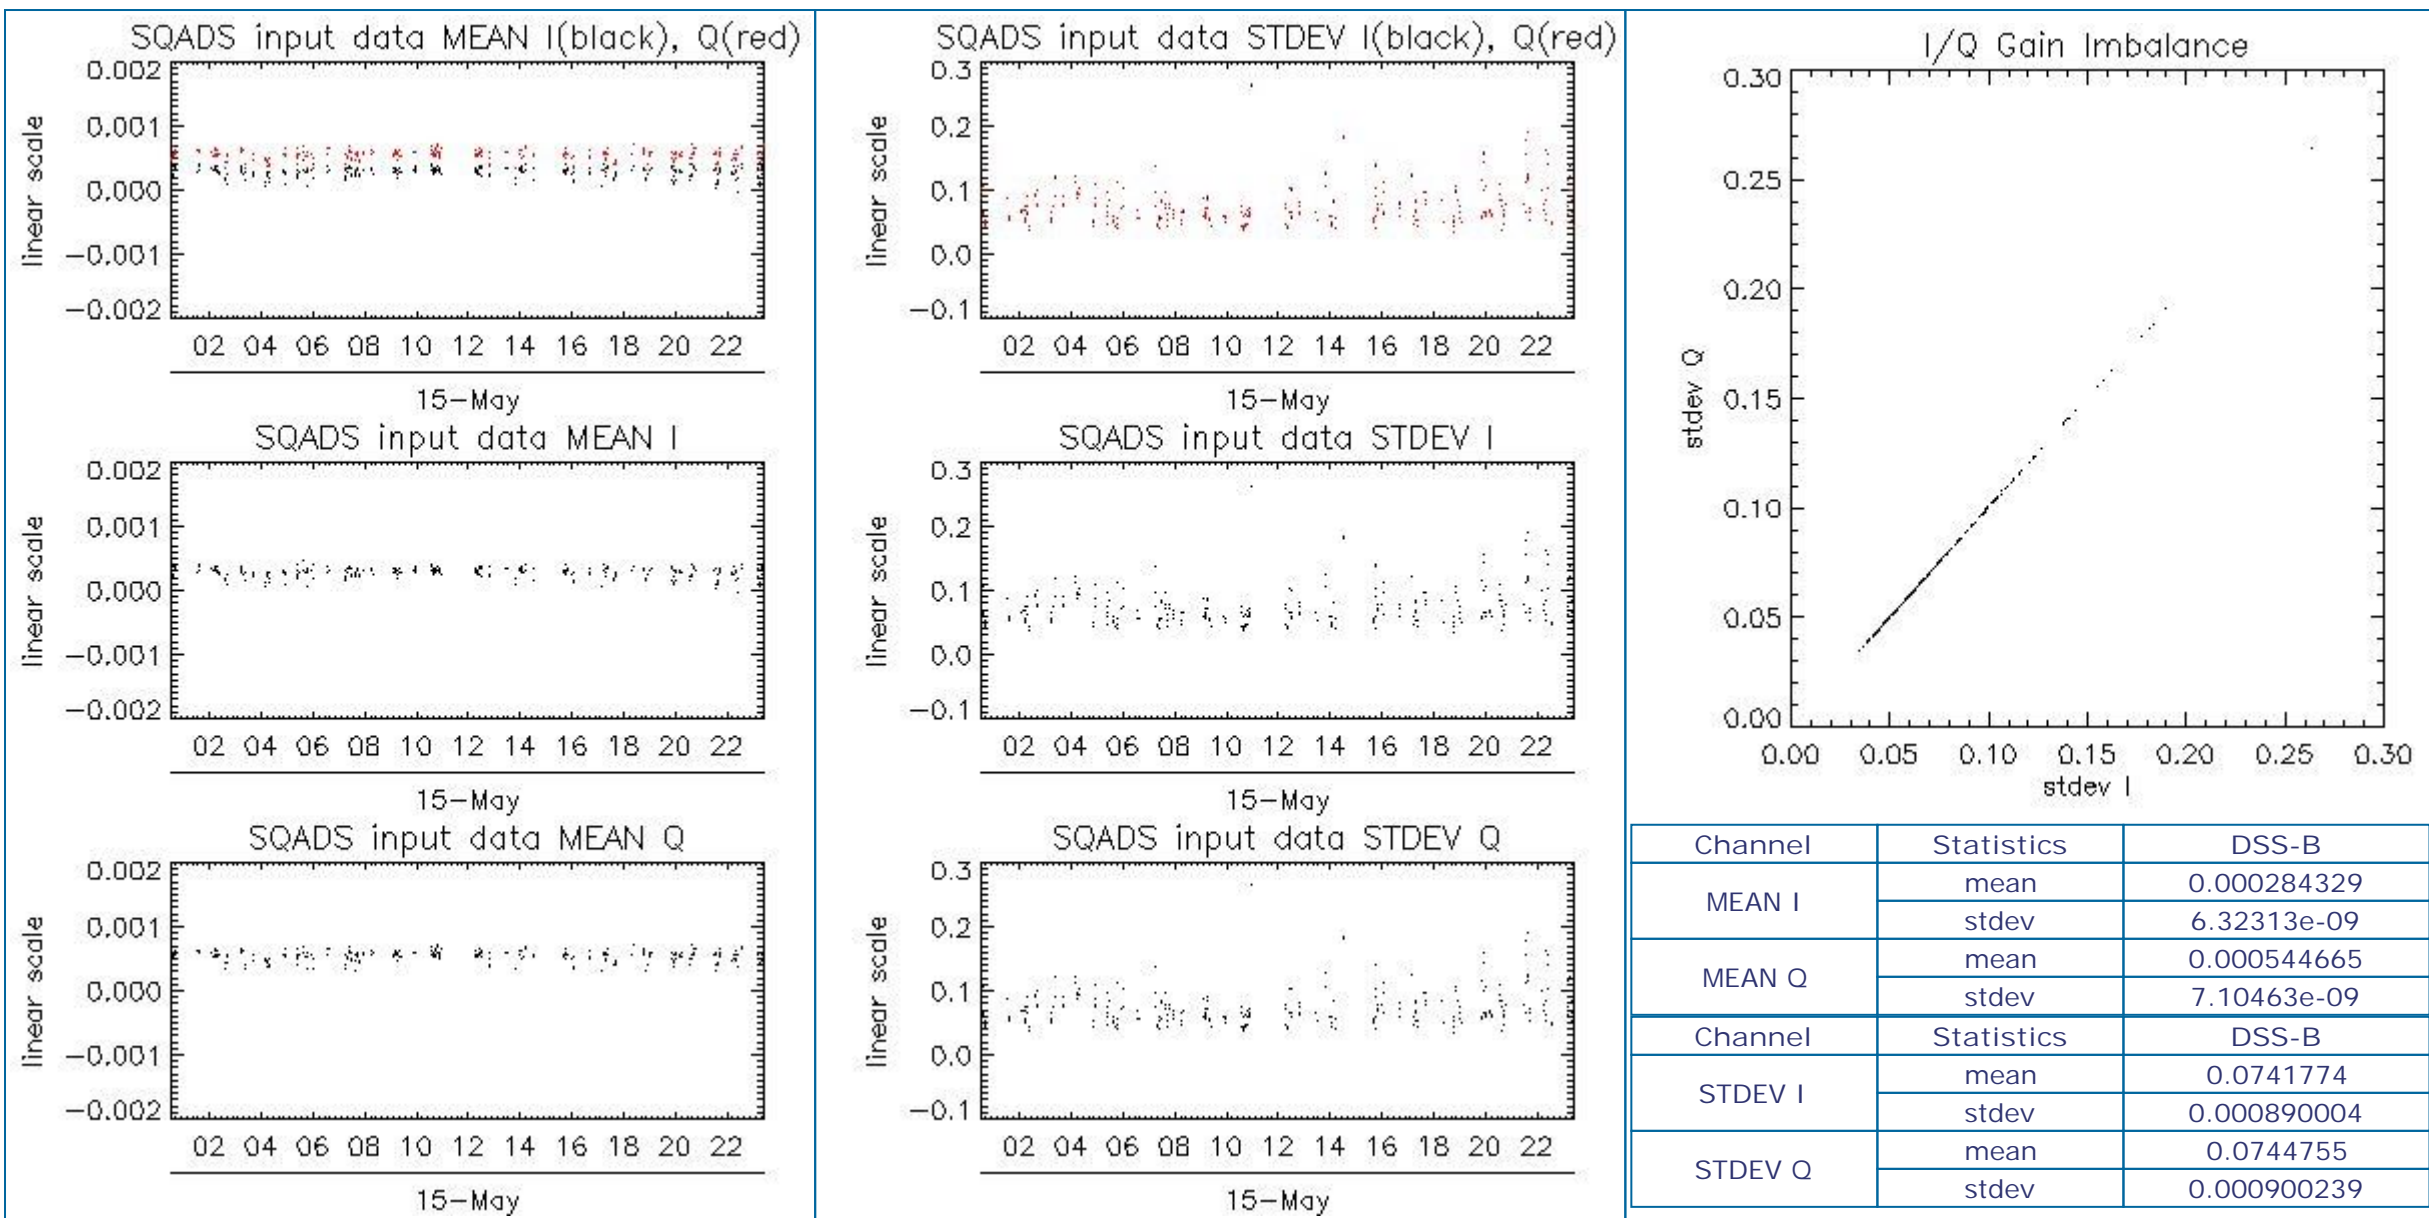 SQADS input data MEAN I(black), Q(red)
linear scale
0.002
0.001
0.000
−0.001
−0.002
02 04 06 08 10 12 14 16 18 20 22
15−May
SQADS input data MEAN I
linear scale
0.002
0.001
0.000
−0.001
−0.002
02 04 06 08 10 12 14 16 18 20 22
15−May
SQADS input data MEAN Q
linear scale
0.002
0.001
0.000
−0.001
−0.002
02 04 06 08 10 12 14 16 18 20 22
15−May
SQADS input data STDEV I(black), Q(red)
linear scale
0.3
0.2
0.1
0.0
−0.1
02 04 06 08 10 12 14 16 18 20 22
15−May
SQADS input data STDEV I
linear scale
0.3
0.2
0.1
0.0
−0.1
02 04 06 08 10 12 14 16 18 20 22
15−May
SQADS input data STDEV Q
linear scale
0.3
0.2
0.1
0.0
−0.1
02 04 06 08 10 12 14 16 18 20 22
15−May
I/Q Gain Imbalance
stdev Q
0.30
0.25
0.20
0.15
0.10
0.05
0.00
0.00 0.05 0.10 0.15 0.20 0.25 0.30
stdev I
Channel Statistics DSS-B
MEAN I mean 0.000284329
stdev 6.32313e-09
MEAN Q mean 0.000544665
stdev 7.10463e-09
Channel Statistics DSS-B
STDEV I mean 0.0741774
stdev 0.000890004
STDEV Q mean 0.0744755
stdev 0.000900239